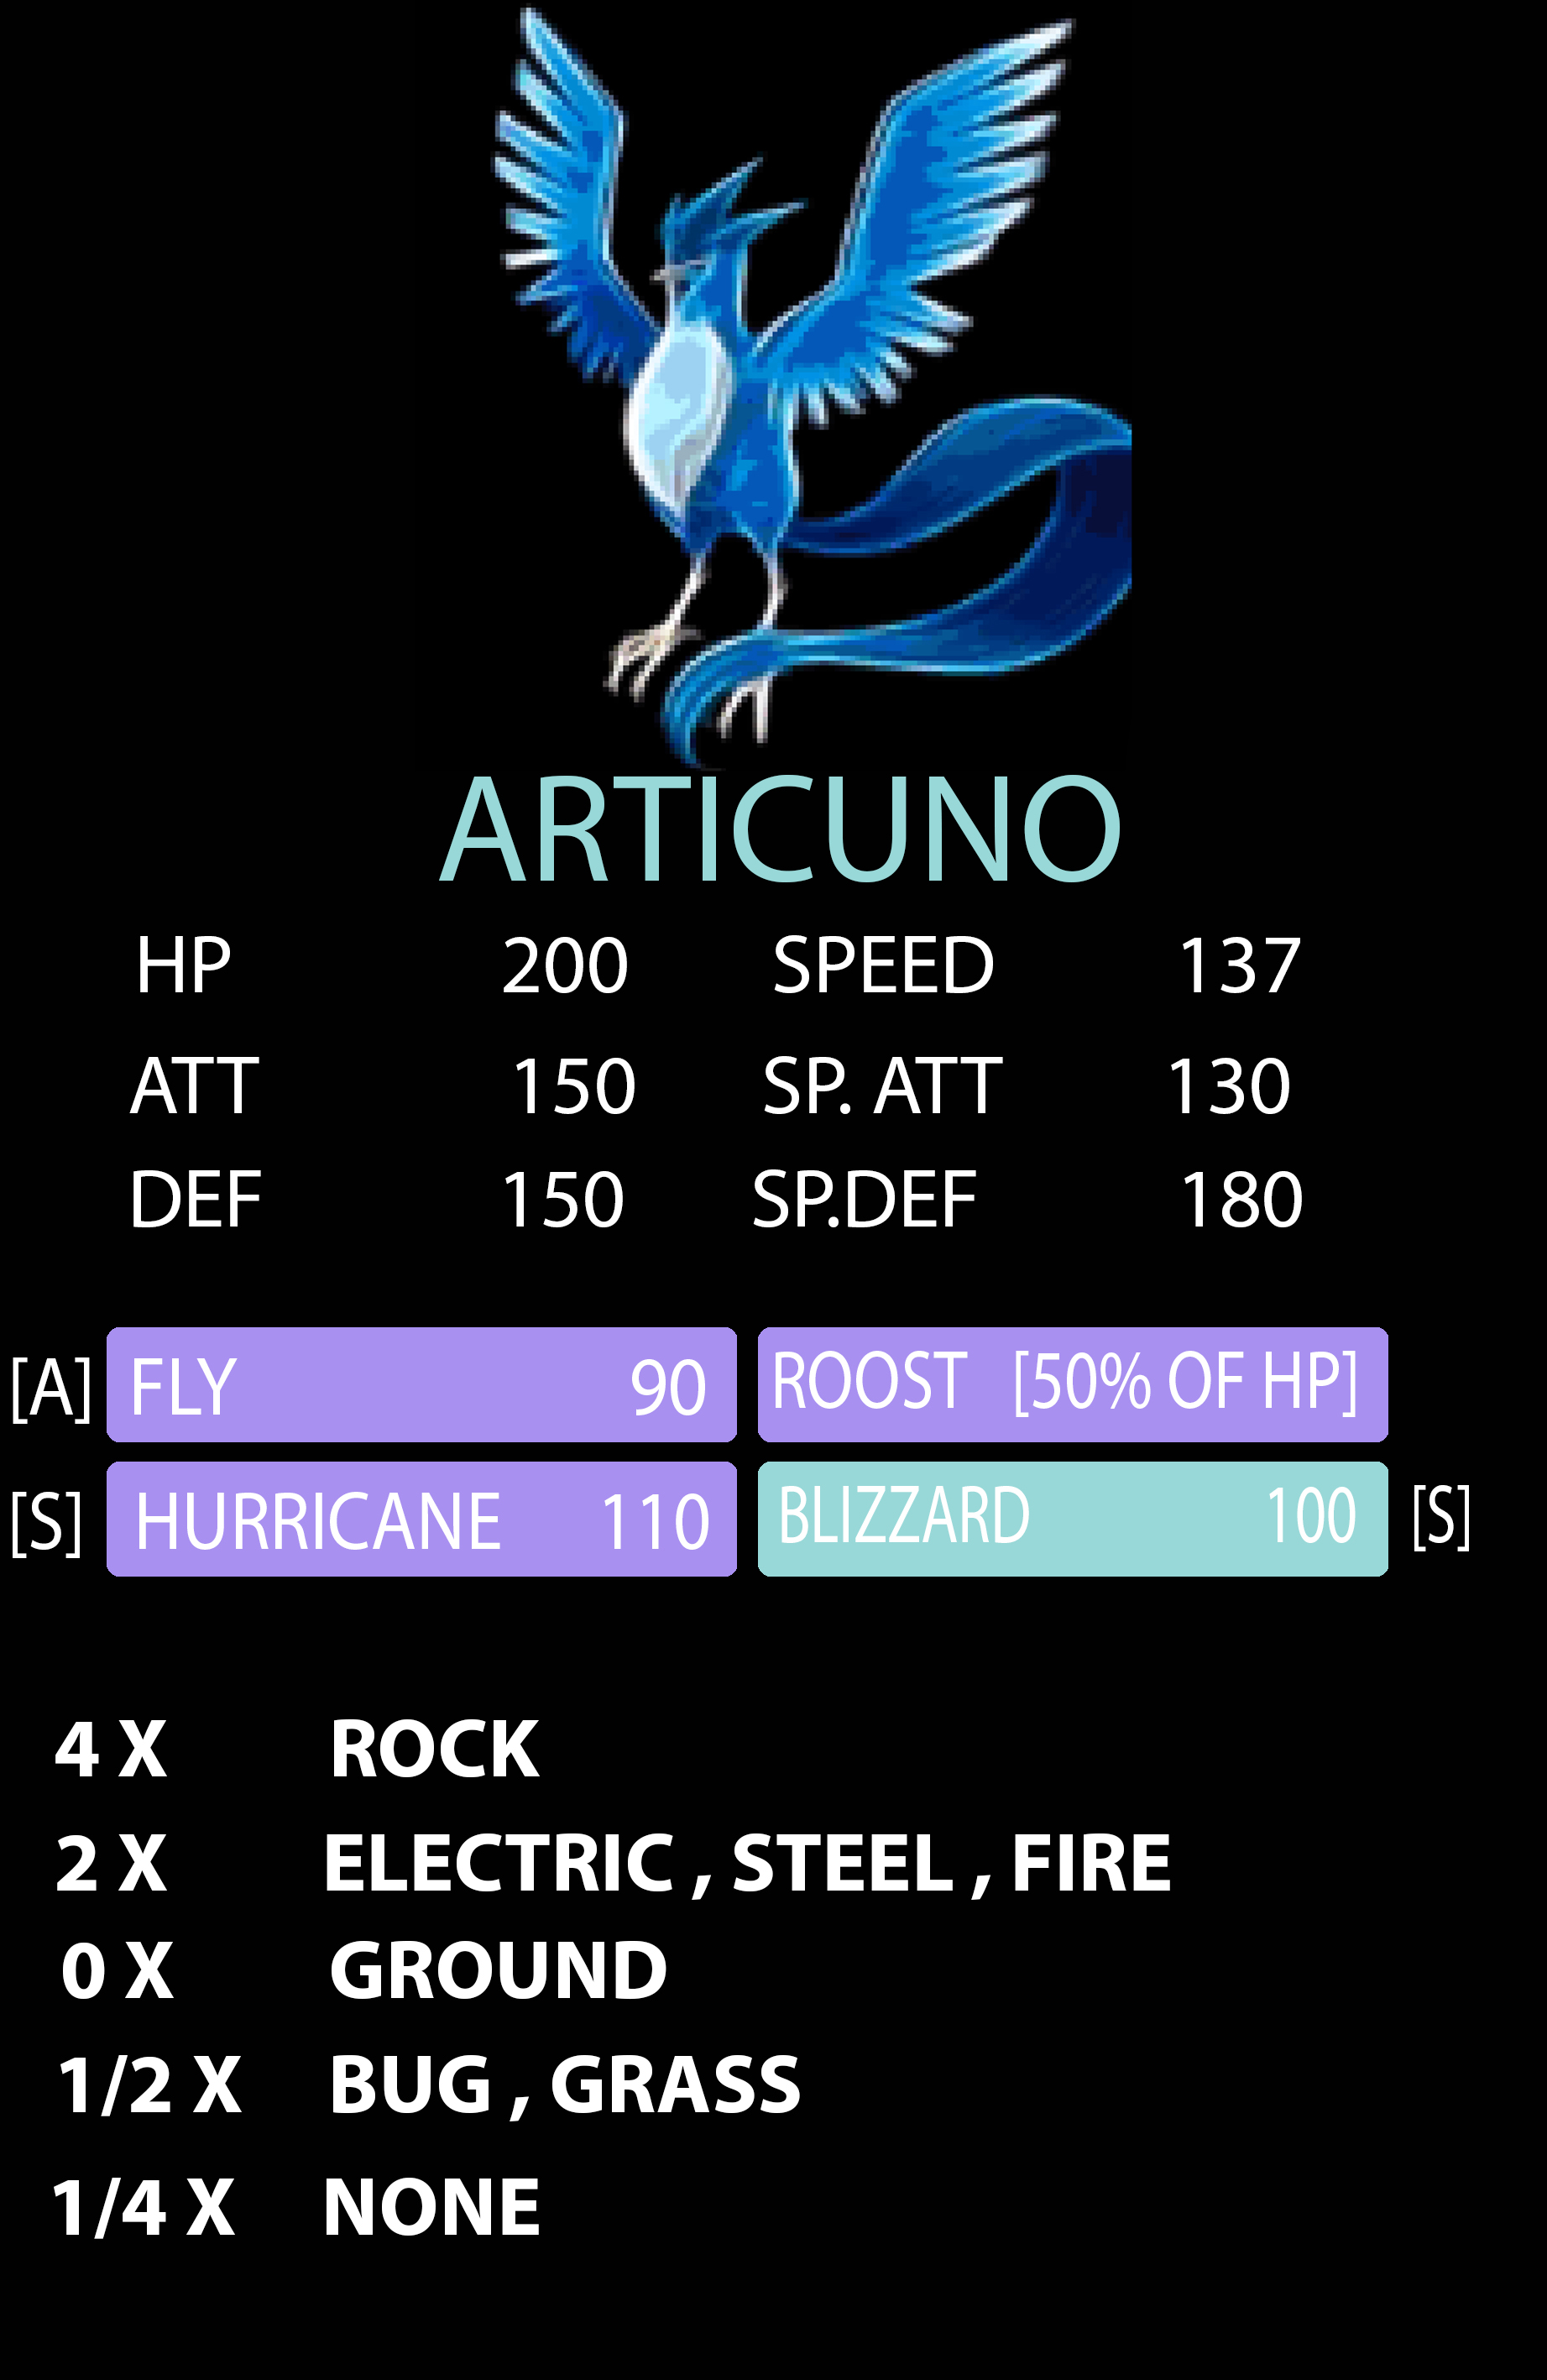 ARTICUNO
HP 200 SPEED 137
ATT 150 SP. ATT 130
DEF 150 SP.DEF 180
[A] FLY 90 ROOST [50% OF HP]
[S] HURRICANE 110 BLIZZARD 100 [S]
4 X ROCK
2 X ELECTRIC , STEEL , FIRE
0 X GROUND
1/2 X BUG , GRASS
1/4 X NONE